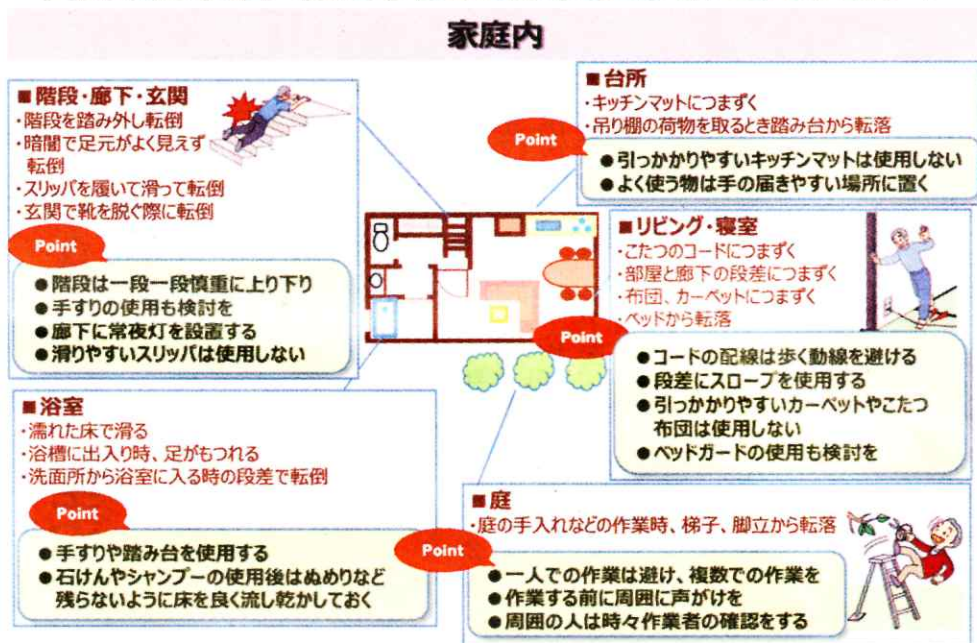 家庭内
■階段・廊下・玄関
・階段を踏み外し転倒
・暗闇で足元がよく見えず
転倒
・スリッパを履いて滑って転倒
・玄関で靴を脱ぐ際に転倒
Point
●階段は一段一段慎重に上り下り
●手すりの使用も検討を
●廊下に常夜灯を設置する
●滑りやすいスリッパは使用しない
■台所
・キッチンマットにつまずく
・吊り棚の荷物を取るとき踏み台から転落
Point
●引っかかりやすいキッチンマットは使用しない
●よく使う物は手の届きやすい場所に置く
■リビング・寝室
・こたつのコードにつまずく
・部屋と廊下の段差につまずく
・布団、カーペットにつまずく
・ベッドから転落
Point
●コードの配線は歩く動線を避ける
●段差にスロープを使用する
●引っかかりやすいカーペットやこたつ
布団は使用しない
●ベッドガードの使用も検討を
■浴室
・濡れた床で滑る
・浴槽に出入り時、足がもつれる
・洗面所から浴室に入る時の段差で転倒
Point
●手すりや踏み台を使用する
●石けんやシャンプーの使用後はぬめりなど
残らないように床を良く流し乾かしておく
■庭
・庭の手入れなどの作業時、梯子、脚立から転落
Point
●一人での作業は避け、複数での作業を
●作業する前に周囲に声がけを
●周囲の人は時々作業者の確認をする